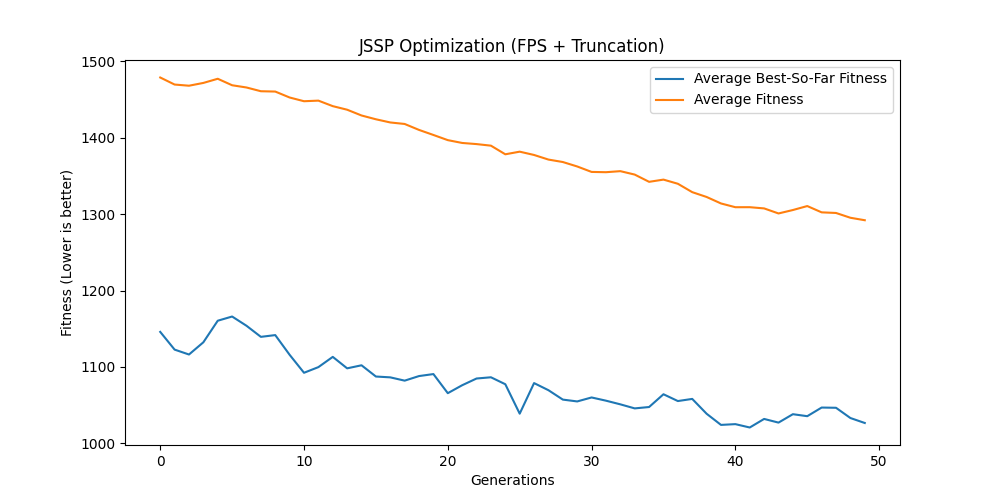 JSSP Optimization (FPS + Truncation)
Average Best-So-Far Fitness
Average Fitness
Fitness (Lower is better)
1500
1400
1300
1200
1100
1000
0 10 20 30 40 50
Generations